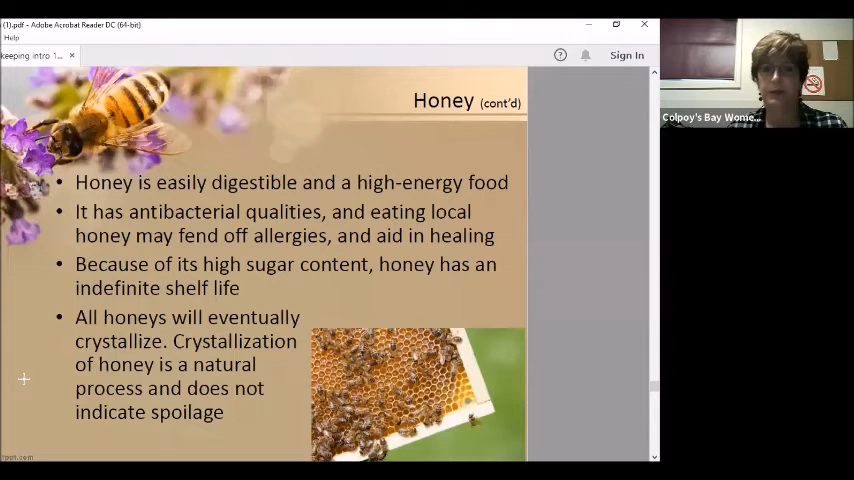 (1).pdf - Adobe Acrobat Reader DC (64-bit)
Help
keeping intro 1... ×
? Sign In
Honey (cont'd)
• Honey is easily digestible and a high-energy food
• It has antibacterial qualities, and eating local
honey may fend off allergies, and aid in healing
• Because of its high sugar content, honey has an
indefinite shelf life
• All honeys will eventually
crystallize. Crystallization
of honey is a natural
process and does not
indicate spoilage
fppt.com
Colpoy's Bay Wome...